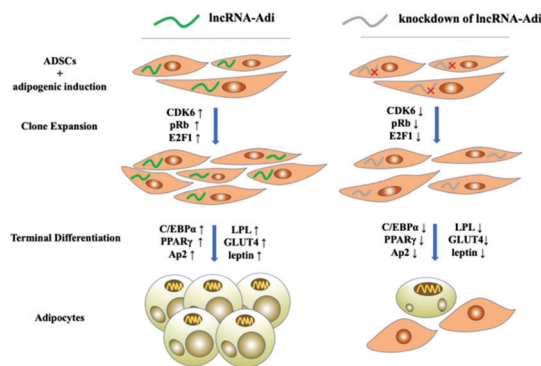 lncRNA-Adi
knockdown of lncRNA-Adi
ADSCs
+
adipogenic induction
Clone Expansion
CDK6 ↑
pRb ↑
E2F1 ↑
CDK6 ↓
pRb ↓
E2F1 ↓
Terminal Differentiation
C/EBPα ↑ LPL ↑
PPARγ ↑ GLUT4 ↑
Ap2 ↑ leptin ↑
C/EBPα ↓ LPL ↓
PPARγ ↓ GLUT4↓
Ap2 ↓ leptin ↓
Adipocytes